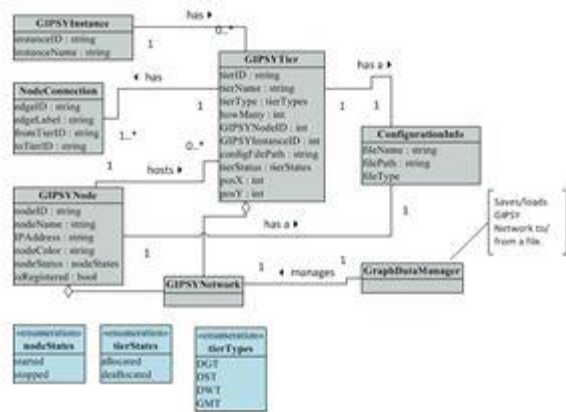 GIPSYInstance
instanceID : string
instanceName : string
has
1
0..*
GIPSYTier
tierID : string
tierName : string
tierType : tierTypes
howMany : int
GIPSYNodeID : int
GIPSYInstanceID : int
configFilePath : string
tierStatus : tierStates
posX : int
posY : int
NodeConnection
edgeID : string
edgeLabel : string
fromTierID : string
toTierID : string
has
1
1..*
has a
1
1
ConfigurationInfo
fileName : string
filePath : string
fileType
0..*
hosts
1
GIPSYNode
nodeID : string
nodeName : string
IPAddress : string
nodeColor : string
nodeStatus : nodeStates
isRegistered : bool
has a
1
1
Saves/loads
GIPSY
Network to/
from a file.
GIPSYNetwork
1
manages
1
GraphDataManager
«enumeration»
nodeStates
started
stopped
«enumeration»
tierStates
allocated
deallocated
«enumeration»
tierTypes
DGT
DST
DWT
GMT